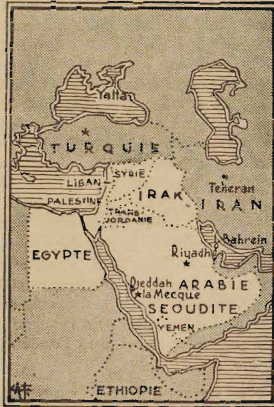 Yalta
TURQUIE
SYRIE
LIBAN
IRAK
Teheran
IRAN
PALESTINE
TRANS
JORDANIE
Bahrein
EGYPTE
Riyadh
Djeddah
ARABIE
la Mecque
SEOUDITE
YEMEN
ETHIOPIE